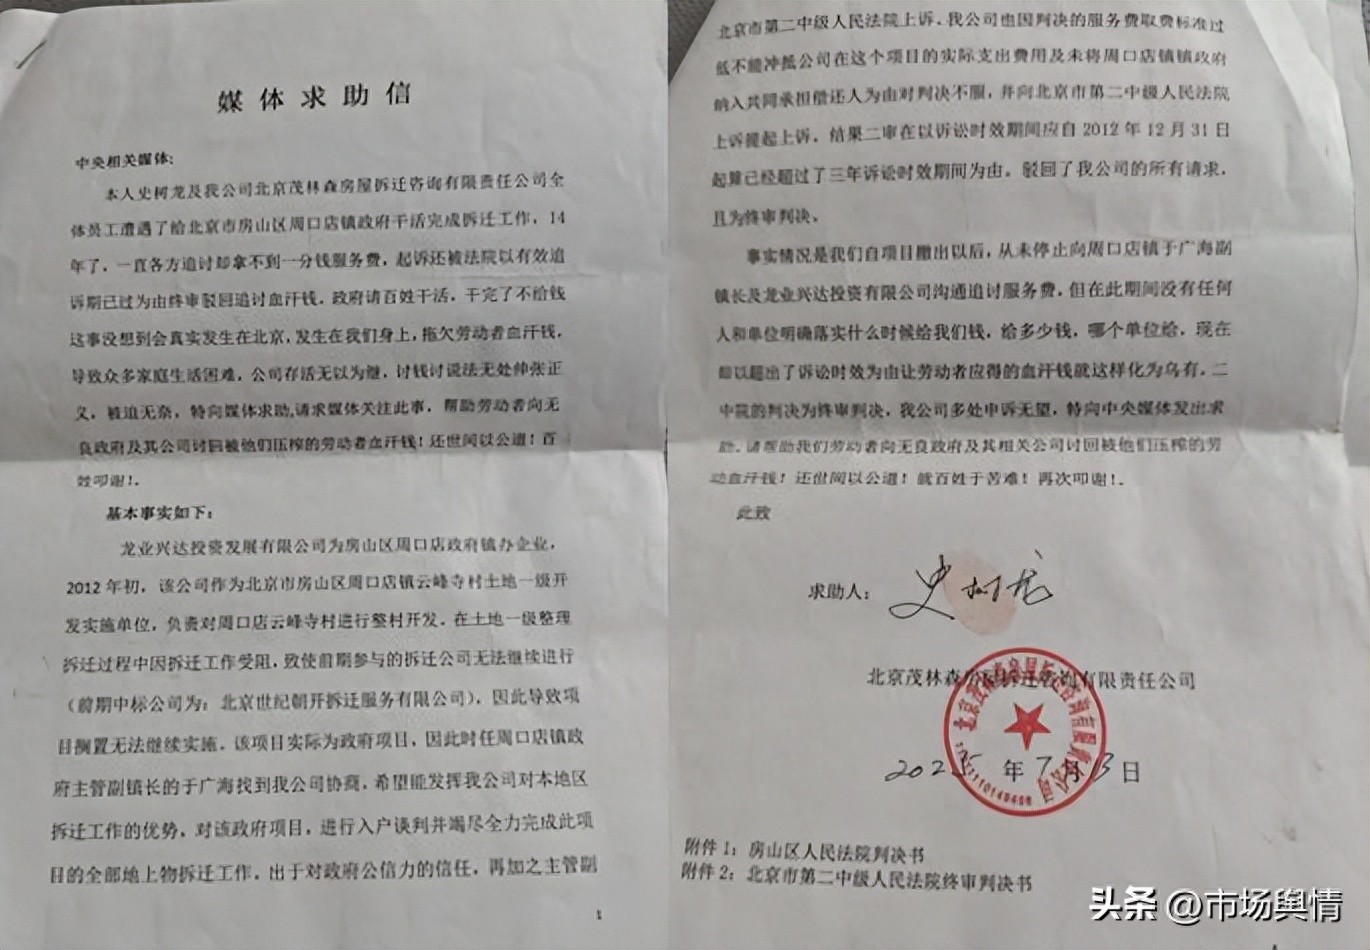 媒体求助信
中央相关媒体:
本人史树龙及我公司北京茂林森房屋拆迁咨询有限责任公司全
体员工遭遇了给北京市房山区周口店镇政府干活完成拆迁工作，14
年了，一直各方追讨却拿不到一分钱服务费，起诉还被法院以有效追
诉期已过为由终审驳回追讨血汗钱。政府请百姓干活，干完了不给钱
这事没想到会真实发生在北京，发生在我们身上，拖欠劳动者血汗钱，
导致众多家庭生活困难，公司存活无以为继，讨钱讨说法无处伸张正
义，被迫无奈，特向媒体求助,请求媒体关注此事，帮助劳动者向无
良政府及其公司讨回被他们压榨的劳动者血汗钱！还世间以公道！百
姓叩谢！.
基本事实如下：
龙业兴达投资发展有限公司为房山区周口店政府镇办企业，
2012年初，该公司作为北京市房山区周口店镇云峰寺村土地一级开
发实施单位，负责对周口店云峰寺村进行整村开发。在土地一级整理
拆迁过程中因拆迁工作受阻，致使前期参与的拆迁公司无法继续进行
（前期中标公司为：北京世纪朝开拆迁服务有限公司），因此导致项
目搁置无法继续实施。该项目实际为政府项目，因此时任周口店镇政
府主管副镇长的于广海找到我公司协商，希望能发挥我公司对本地区
拆迁工作的优势，对该政府项目，进行入户谈判并竭尽全力完成此项
目的全部地上物拆迁工作。出于对政府公信力的信任，再加之主管副
1
北京市第二中级人民法院上诉。我公司也因判决的服务费取费标准过
低不能冲抵公司在这个项目的实际支出费用及未将周口店镇镇政府
纳入共同承担偿还人为由对判决不服，并向北京市第二中级人民法院
上诉提起上诉。结果二审在以诉讼时效期间应自2012年12月31日
起算已经超过了三年诉讼时效期间为由。驳回了我公司的所有请求，
且为终审判决。
事实情况是我们自项目撤出以后，从未停止向周口店镇于广海副
镇长及龙业兴达投资有限公司沟通追讨服务费，但在此期间没有任何
人和单位明确落实什么时候给我们钱，给多少钱，哪个单位给，现在
却以超出了诉讼时效为由让劳动者应得的血汗钱就这样化为乌有。二
中院的判决为终审判决，我公司多处申诉无望，特向中央媒体发出求
助，请帮助我们劳动者向无良政府及其相关公司讨回被他们压榨的劳
动血汗钱！还世间以公道！就百姓于苦难！再次叩谢！.
此致
求助人：史树龙
北京茂林森房屋拆迁咨询有限责任公司
2025年7月13日
附件1：房山区人民法院判决书
附件2：北京市第二中级人民法院终审判决书
头条 @市场舆情